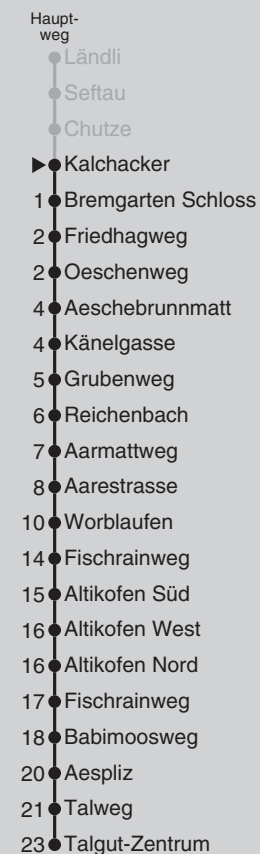 Haupt-
weg
Ländli
Seftau
Chutze
Kalchacker
1 Bremgarten Schloss
2 Friedhagweg
2 Oeschenweg
4 Aeschebrunnmatt
4 Känelgasse
5 Grubenweg
6 Reichenbach
7 Aarmattweg
8 Aarestrasse
10 Worblaufen
14 Fischrainweg
15 Altikofen Süd
16 Altikofen West
16 Altikofen Nord
17 Fischrainweg
18 Babimoosweg
20 Aespliz
21 Talweg
23 Talgut-Zentrum